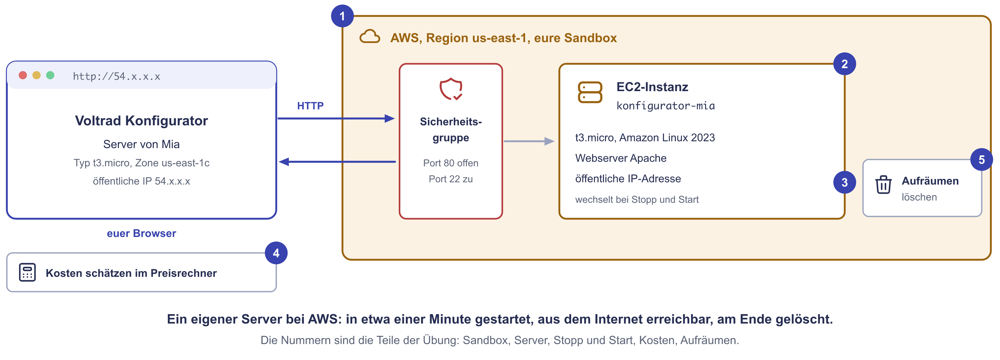 1
AWS, Region us-east-1, eure Sandbox
http://54.x.x.x
Voltrad Konfigurator
Server von Mia
Typ t3.micro, Zone us-east-1c
öffentliche IP 54.x.x.x
euer Browser
HTTP
Sicherheits-
gruppe
Port 80 offen
Port 22 zu
2
EC2-Instanz
konfigurator-mia
t3.micro, Amazon Linux 2023
Webserver Apache
öffentliche IP-Adresse
3
wechselt bei Stopp und Start
5
Aufräumen
löschen
4
Kosten schätzen im Preisrechner
Ein eigener Server bei AWS: in etwa einer Minute gestartet, aus dem Internet erreichbar, am Ende gelöscht.
Die Nummern sind die Teile der Übung: Sandbox, Server, Stopp und Start, Kosten, Aufräumen.